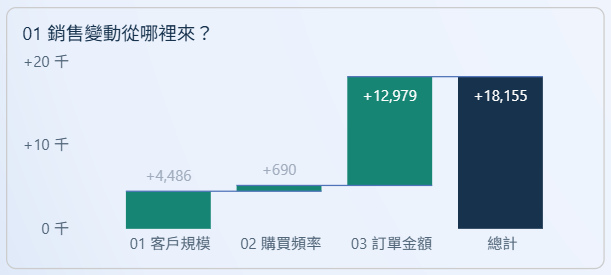 01 銷售變動從哪裡來？
+20 千
+12,979
+18,155
+10 千
+4,486
+690
0 千
01 客戶規模
02 購買頻率
03 訂單金額
總計